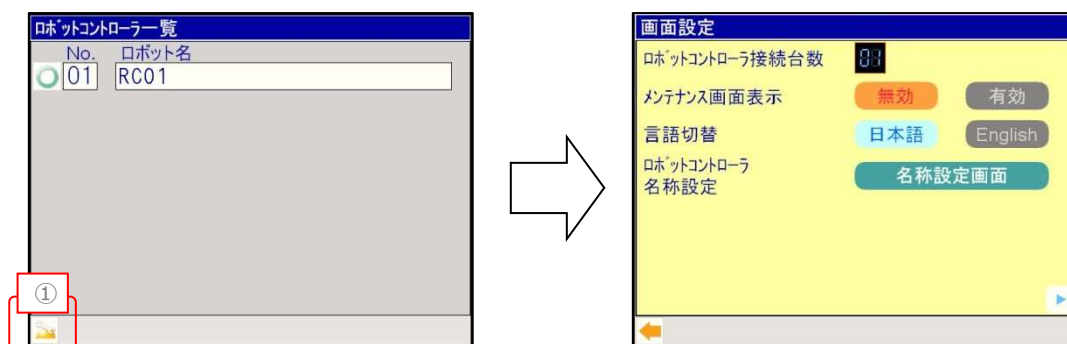 ロボットコントローラ一覧
No. ロボット名
01 RC01
①
画面設定
ロボットコントローラ接続台数 01
メンテナンス画面表示 無効 有効
言語切替 日本語 English
ロボットコントローラ
名称設定 名称設定画面